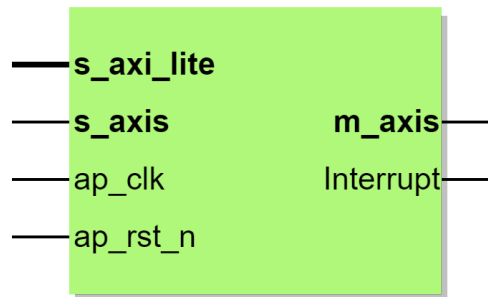 s_axi_lite
s_axis
m_axis
ap_clk
Interrupt
ap_rst_n